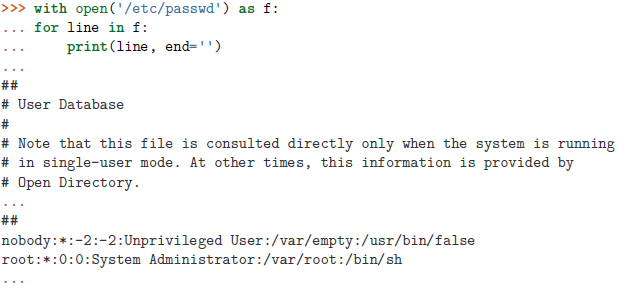 >>> with open('/etc/passwd') as f:
... for line in f:
...     print(line, end='')
...
##
# User Database
#
# Note that this file is consulted directly only when the system is running
# in single-user mode. At other times, this information is provided by
# Open Directory.
...
##
nobody:*:-2:-2:Unprivileged User:/var/empty:/usr/bin/false
root:*:0:0:System Administrator:/var/root:/bin/sh
...